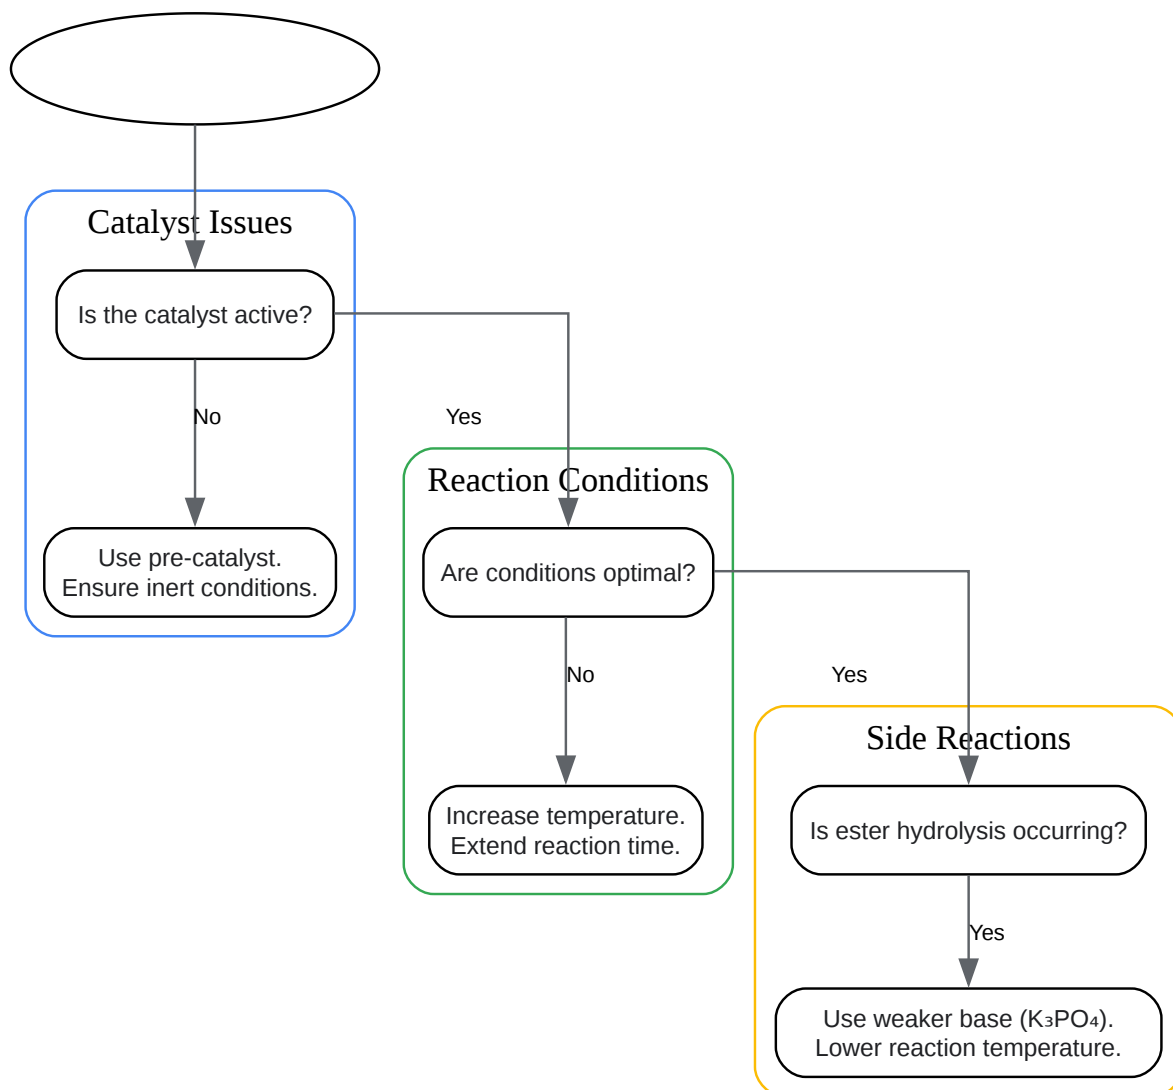 Catalyst Issues
Is the catalyst active?
No
Yes
Use pre-catalyst.
Ensure inert conditions.
Reaction Conditions
Are conditions optimal?
No
Yes
Increase temperature.
Extend reaction time.
Side Reactions
Is ester hydrolysis occurring?
Yes
Use weaker base (K₃PO₄).
Lower reaction temperature.